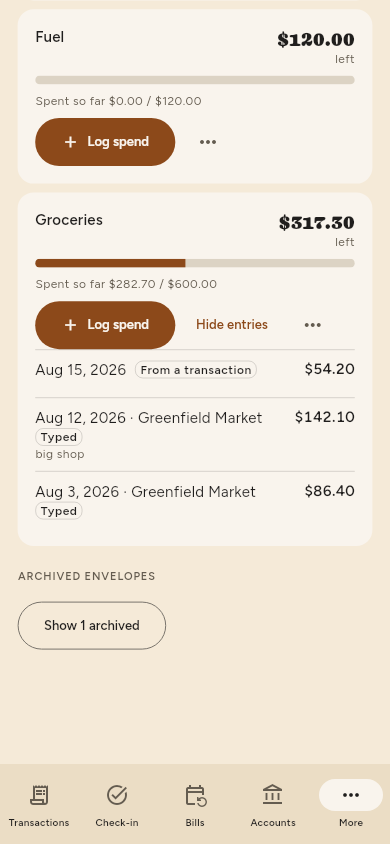 Fuel
$120.00
left
Spent so far $0.00 / $120.00
+ Log spend
Groceries
$317.30
left
Spent so far $282.70 / $600.00
+ Log spend Hide entries
Aug 15, 2026 From a transaction $54.20
Aug 12, 2026 · Greenfield Market $142.10
Typed
big shop
Aug 3, 2026 · Greenfield Market $86.40
Typed
ARCHIVED ENVELOPES
Show 1 archived
Transactions Check-in Bills Accounts More